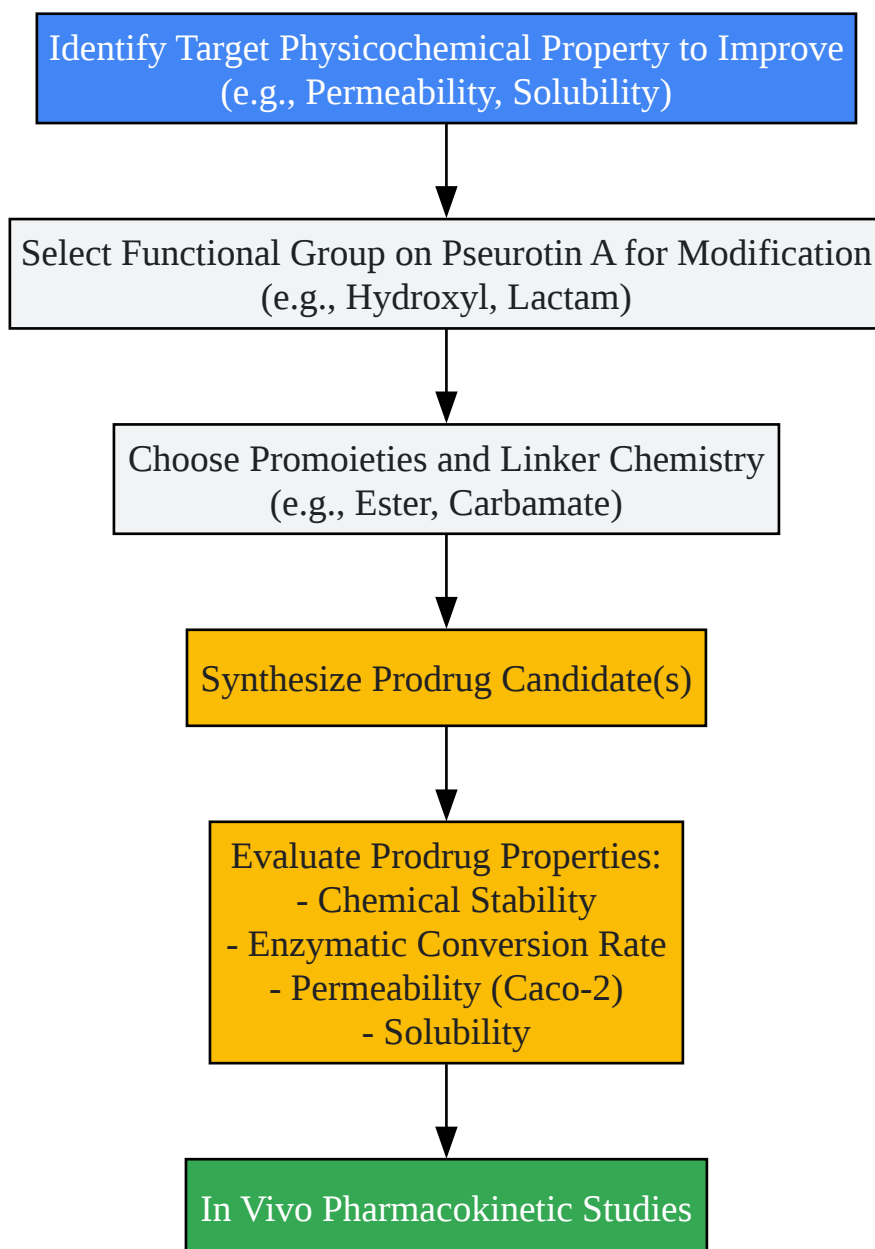 Identify Target Physicochemical Property to Improve
(e.g., Permeability, Solubility)
Select Functional Group on Pseurotin A for Modification
(e.g., Hydroxyl, Lactam)
Choose Promoieties and Linker Chemistry
(e.g., Ester, Carbamate)
Synthesize Prodrug Candidate(s)
Evaluate Prodrug Properties:
- Chemical Stability
- Enzymatic Conversion Rate
- Permeability (Caco-2)
- Solubility
In Vivo Pharmacokinetic Studies